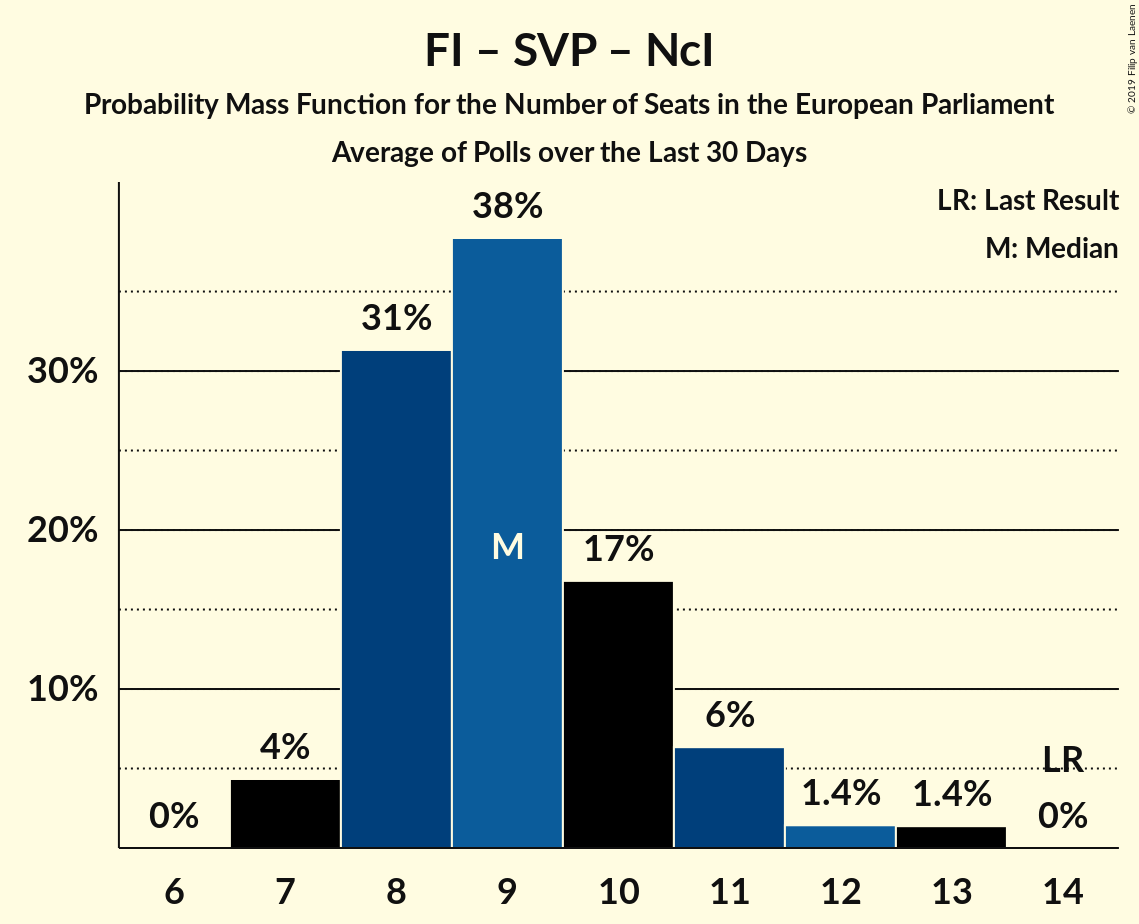 FI – SVP – NcI
Probability Mass Function for the Number of Seats in the European Parliament
Average of Polls over the Last 30 Days
© 2019 Filip van Laenen
LR: Last Result
M: Median
38%
31%
30%
20%
M
17%
10%
6%
4%
LR
1.4%
1.4%
0%
0%
6 7 8 9 10 11 12 13 14